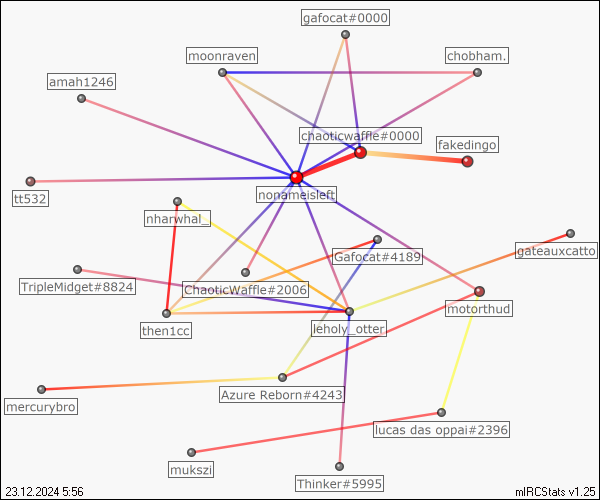 gafocat#0000
moonraven
chobham.
amah1246
chaoticwaffle#0000
fakedingo
tt532
nonameisleft
nharwhal_
Gafocat#4189
gateauxcatto
TripleMidget#8824
ChaoticWaffle#2006
motorthud
then1cc
leholy_otter
Azure Reborn#4243
mercurybro
lucas das oppai#2396
mukszi
Thinker#5995
23.12.2024 5:56
mIRCStats v1.25